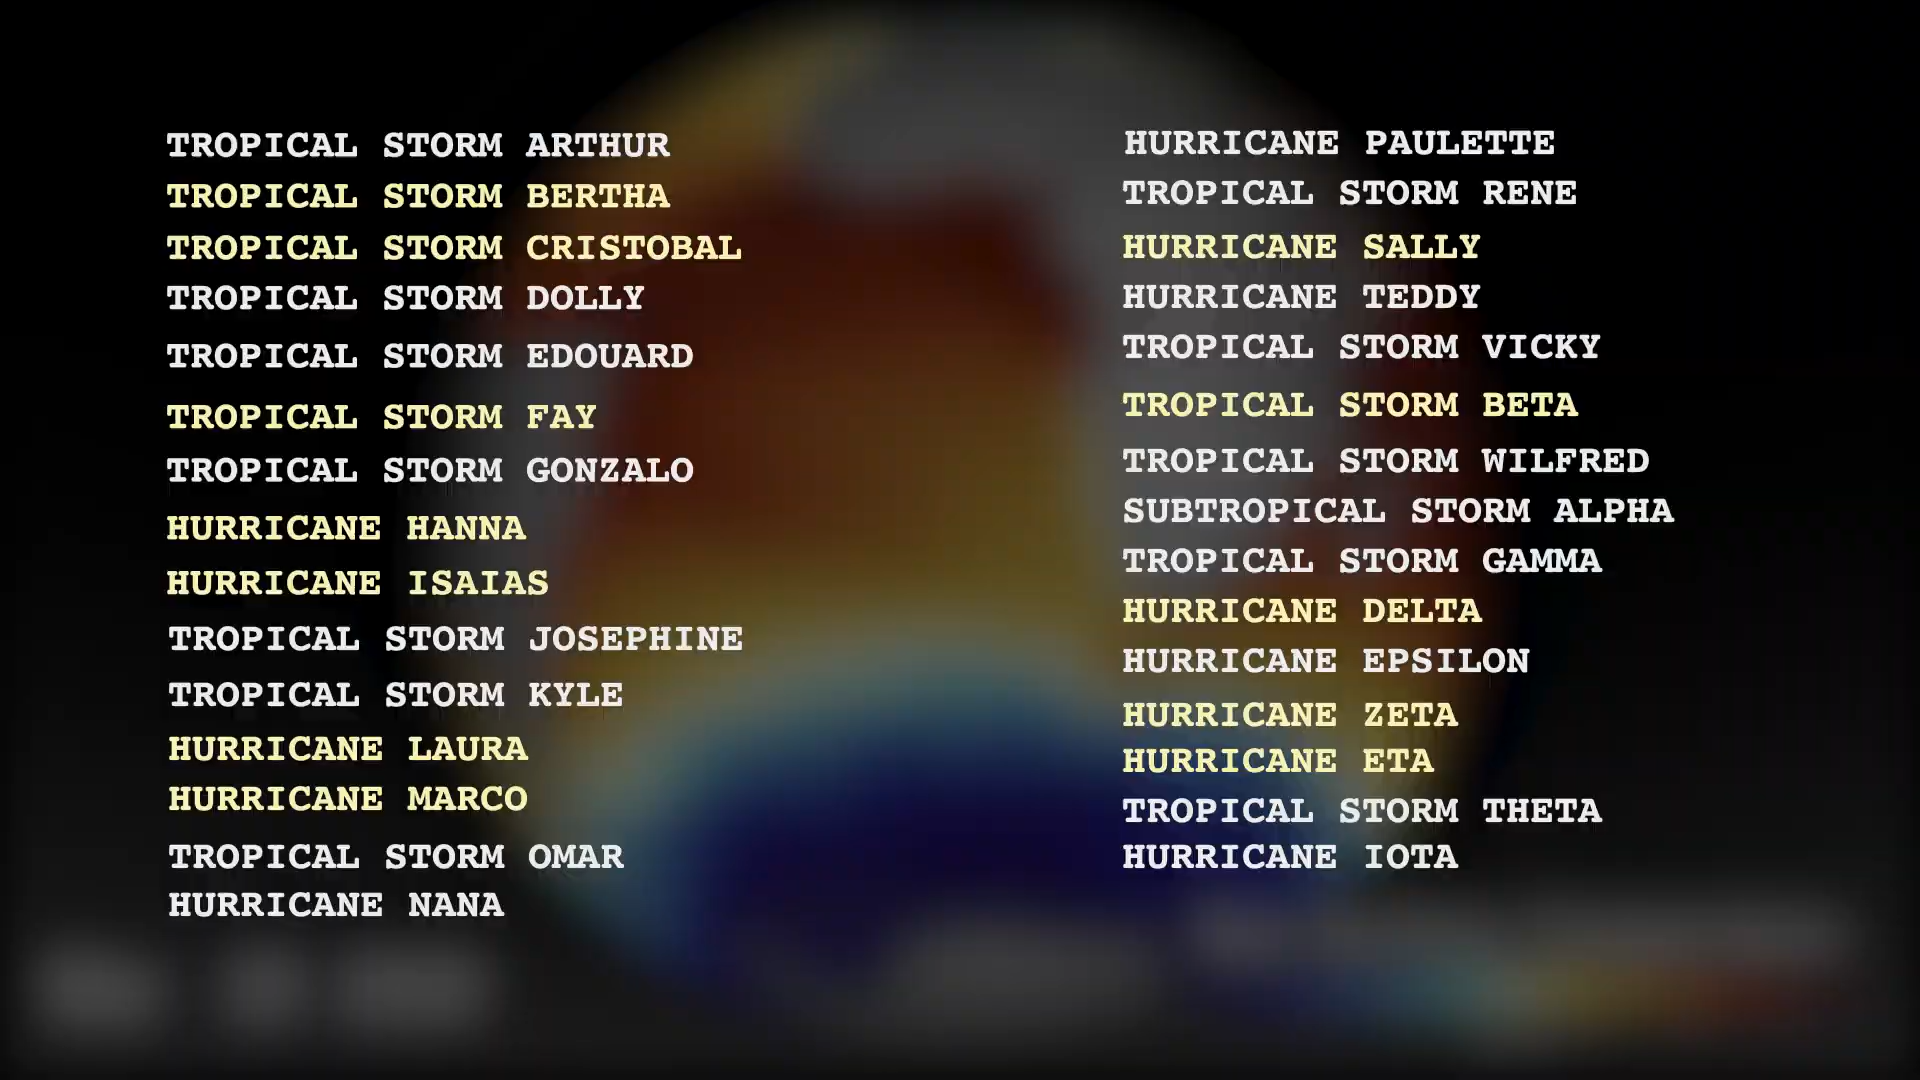 TROPICAL STORM ARTHUR
TROPICAL STORM BERTHA
TROPICAL STORM CRISTOBAL
TROPICAL STORM DOLLY
TROPICAL STORM EDOUARD
TROPICAL STORM FAY
TROPICAL STORM GONZALO
HURRICANE HANNA
HURRICANE ISAIAS
TROPICAL STORM JOSEPHINE
TROPICAL STORM KYLE
HURRICANE LAURA
HURRICANE MARCO
TROPICAL STORM OMAR
HURRICANE NANA
HURRICANE PAULETTE
TROPICAL STORM RENE
HURRICANE SALLY
HURRICANE TEDDY
TROPICAL STORM VICKY
TROPICAL STORM BETA
TROPICAL STORM WILFRED
SUBTROPICAL STORM ALPHA
TROPICAL STORM GAMMA
HURRICANE DELTA
HURRICANE EPSILON
HURRICANE ZETA
HURRICANE ETA
TROPICAL STORM THETA
HURRICANE IOTA